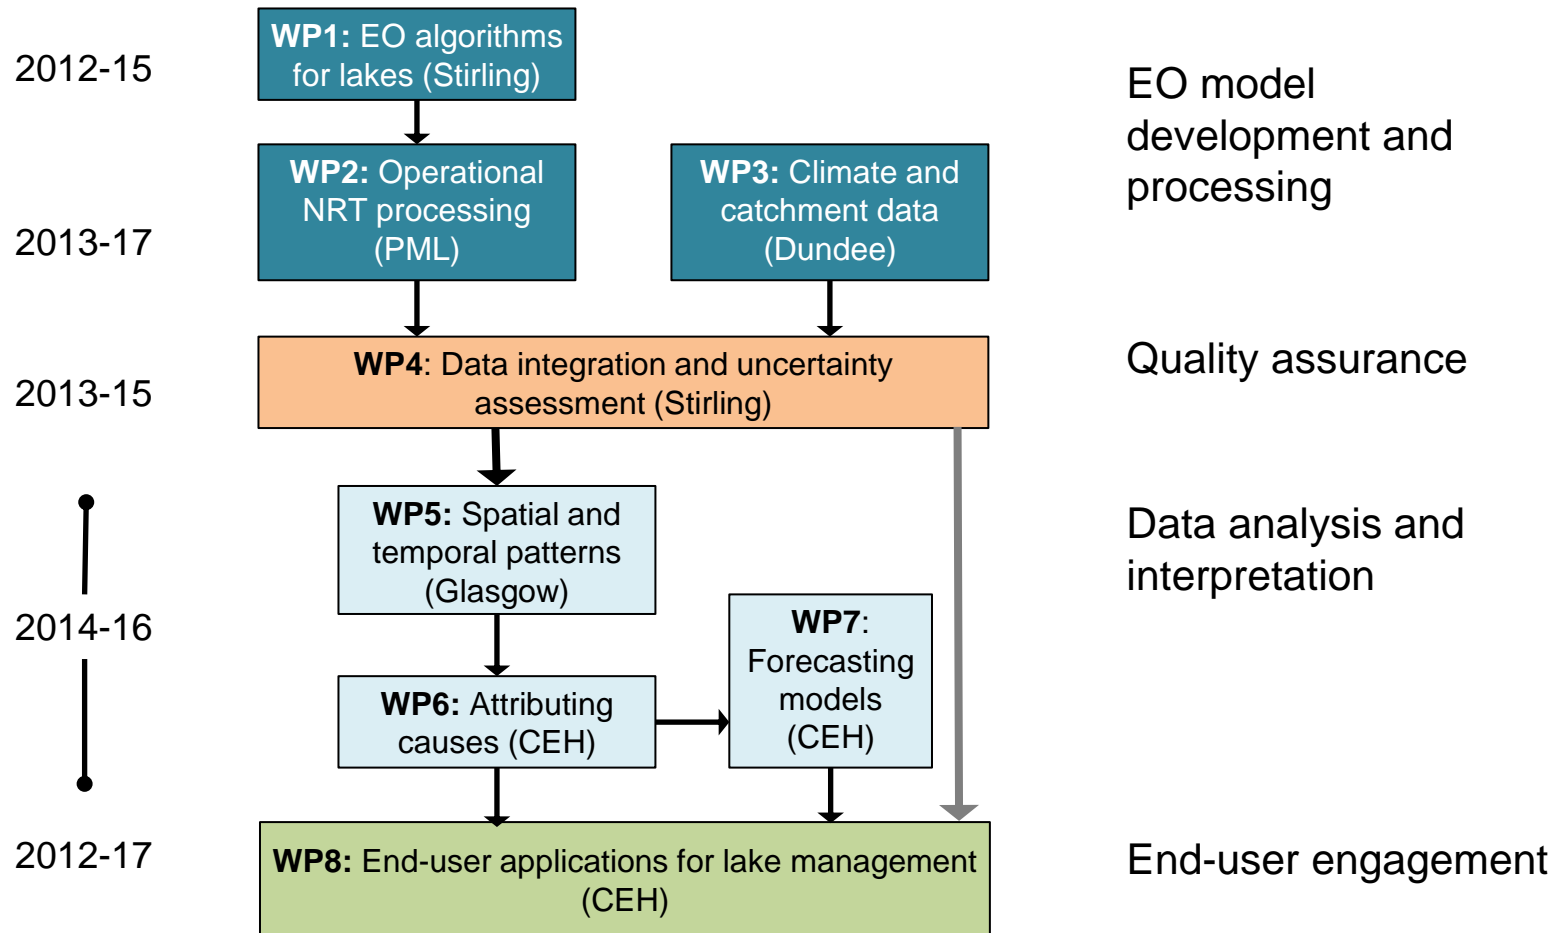 2012-15
WP1: EO algorithms
for lakes (Stirling)
EO model
development and
processing
2013-17
WP2: Operational
NRT processing
(PML)
WP3: Climate and
catchment data
(Dundee)
2013-15
WP4: Data integration and uncertainty
assessment (Stirling)
Quality assurance
2014-16
WP5: Spatial and
temporal patterns
(Glasgow)
Data analysis and
interpretation
WP6: Attributing
causes (CEH)
WP7:
Forecasting
models
(CEH)
2012-17
WP8: End-user applications for lake management
(CEH)
End-user engagement